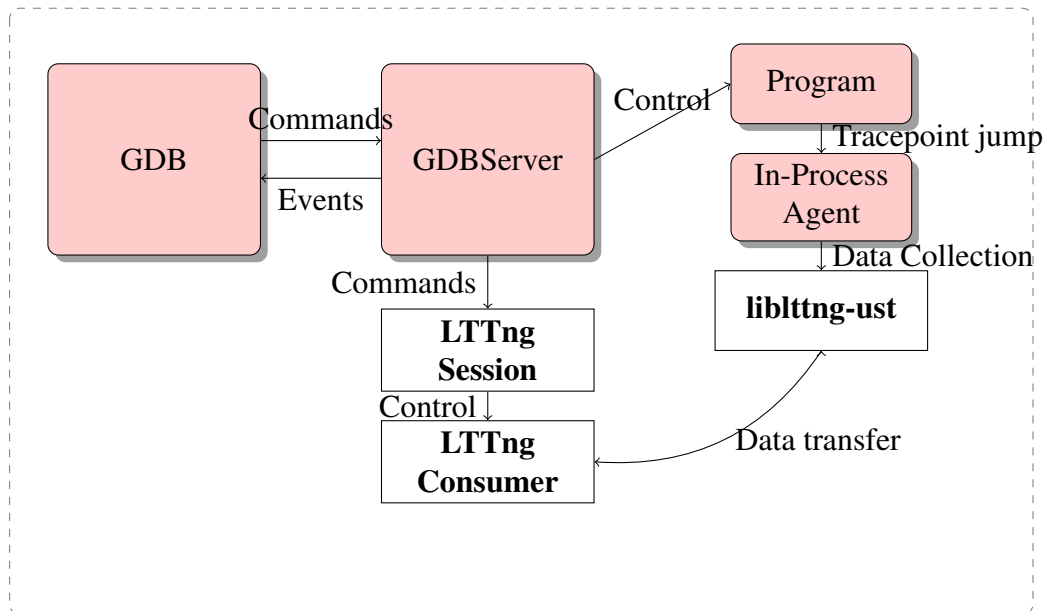 Commands
GDB
Events
GDBServer
Control
Program
Tracepoint jump
In-Process
Agent
Data Collection
liblttng-ust
Commands
LTTng
Session
Control
LTTng
Consumer
Data transfer